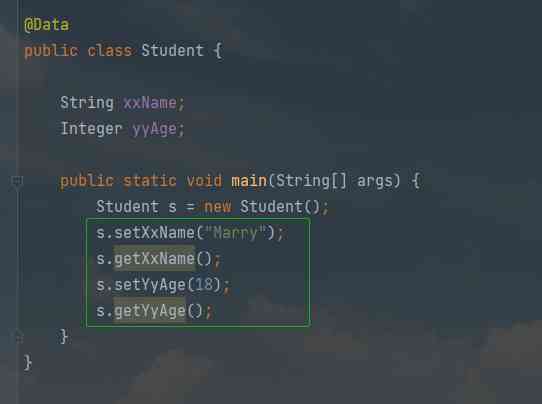 @Data
public class Student {
String xxName;
Integer yyAge;
public static void main(String[] args) {
Student s = new Student();
s.setXxName("Marry");
s.getXxName();
s.setYyAge(18);
s.getYyAge();
}
}